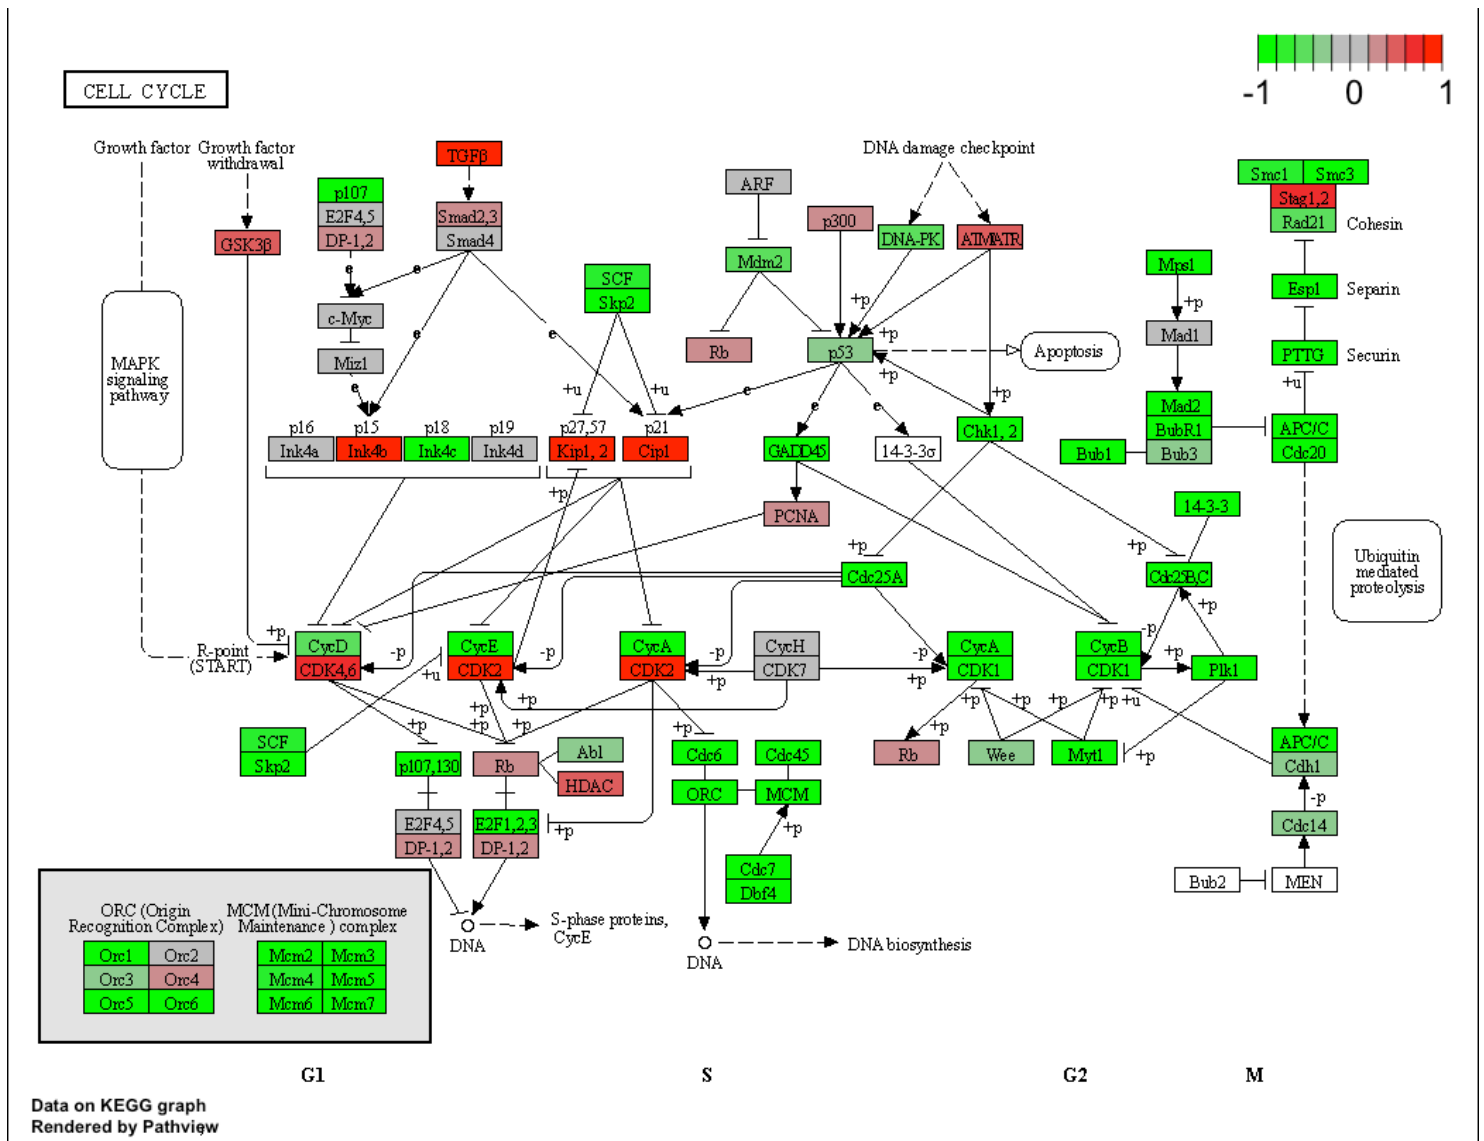 CELL CYCLE
-1 0 1
Growth factor
Growth factor
withdrawal
TGFβ
DNA damage checkpoint
Smc1 Smc3
Stag1,2
Rad21
Cohesin
p107
E2F4,5
DP-1,2
Smad2,3
Smad4
GSK3β
ARF
p300
DNA-PK
ATM/ATR
Mdm2
SCF
Skp2
Mps1
+p
Mad1
Esp1
Separin
e
e
c-Myc
Miz1
e
e
e
Rb
p53
+p
+p
+p
Apoptosis
PTTG
Securin
+u
MAPK
signaling
pathway
+u
+u
e
e
e
+p
Mad2
BubR1
Bub3
Bub1
APC/C
Cdc20
p16
Ink4a
p15
Ink4b
p18
Ink4c
p19
Ink4d
p27,57
Kip1, 2
p21
Cip1
GADD45
14-3-3σ
Chk1, 2
+p
PCNA
14-3-3
+p
+p
Cdc25A
Cdc25B,C
Ubiquitin
mediated
proteolysis
R-point
(START)
+p
CycD
CDK4,6
-p
CycE
CDK2
-p
CycA
CDK2
-p
+p
CycH
CDK7
-p
+p
CycA
CDK1
CycB
CDK1
-p
+p
+p
Plk1
+u
+p
+p
+p
+p
+p
+p
+p
+p
+p
+p
+u
SCF
Skp2
p107,130
Rb
Abl
HDAC
Cdc6
Cdc45
ORC
MCM
Rb
Wee
Myt1
+p
APC/C
Cdh1
-p
E2F4,5
DP-1,2
E2F1,2,3
DP-1,2
+p
+p
Cdc7
Dbf4
Cdc14
Bub2
MEN
DNA
S-phase proteins,
CycE
DNA
DNA biosynthesis
ORC (Origin
Recognition Complex)
MCM (Mini-Chromosome
Maintenance ) complex
Orc1 Orc2
Orc3 Orc4
Orc5 Orc6
Mcm2 Mcm3
Mcm4 Mcm5
Mcm6 Mcm7
G1 S G2 M
Data on KEGG graph
Rendered by Pathview